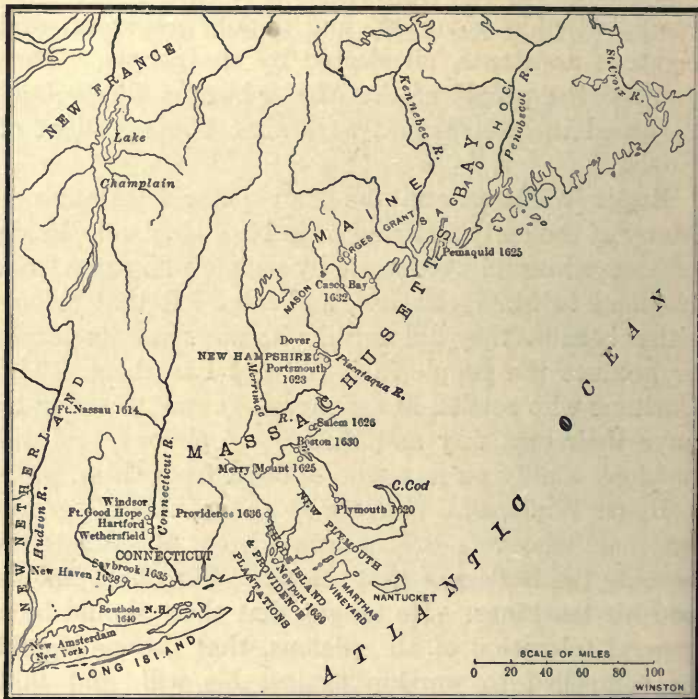 NEW FRANCE
Lake
Champlain
Kennebec R.
Penobscot R.
St. Croix R.
SAGADOHOC
MAINE
MASON & GORGES GRANT
Pemaquid 1625
Casco Bay
1632
Dover
NEW HAMPSHIRE
Piscataqua R.
Portsmouth
1623
Merrimac R.
MASSACHUSETTS BAY
Salem 1626
Boston 1630
Merry Mount 1625
Ft. Nassau 1614
NEW NETHERLAND
Hudson R.
Connecticut R.
C. Cod
Plymouth 1620
NEW PLYMOUTH
Windsor
Ft. Good Hope
Hartford
Wethersfield
Providence 1636
CONNECTICUT
RHODE ISLAND
& PROVIDENCE
PLANTATIONS
Newport 1639
Saybrook 1635
New Haven 1638
MARTHAS
VINEYARD
NANTUCKET
Southold N.H.
1640
New Amsterdam
(New York)
LONG ISLAND
ATLANTIC OCEAN
SCALE OF MILES
0 20 40 60 80 100
WINSTON